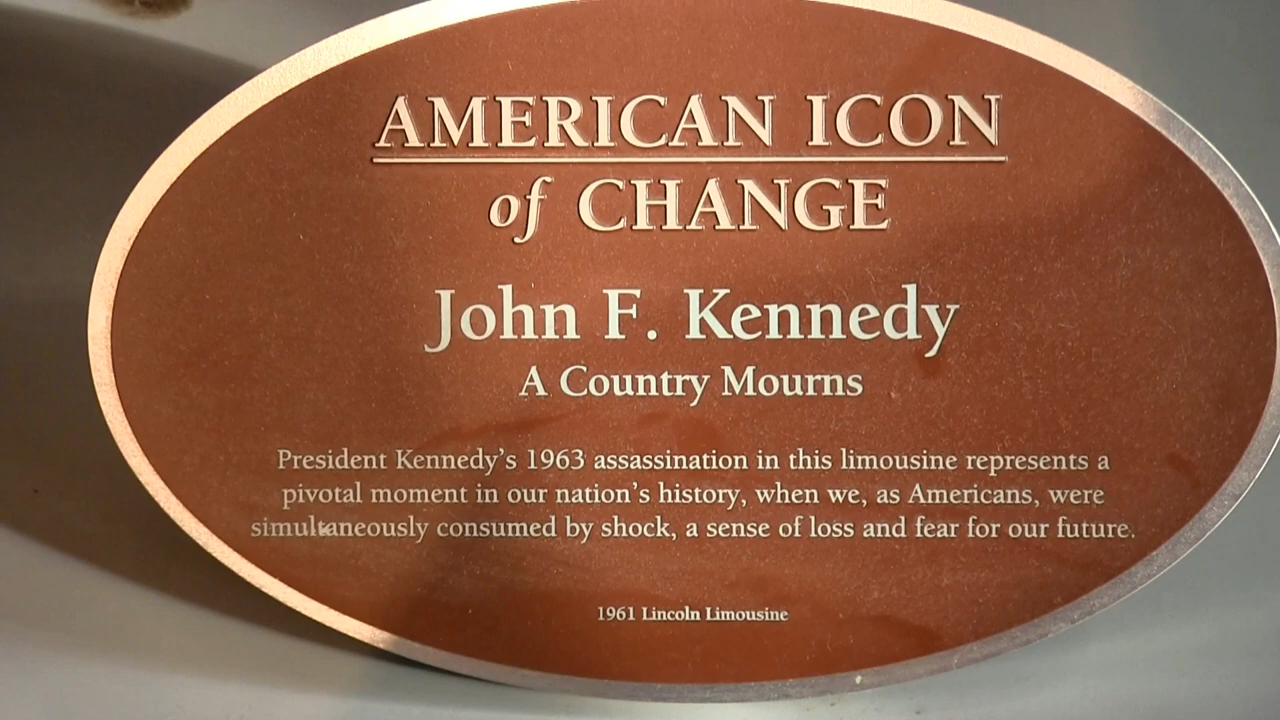 AMERICAN ICON
of CHANGE
John F. Kennedy
A Country Mourns
President Kennedy's 1963 assassination in this limousine represents a
pivotal moment in our nation's history, when we, as Americans, were
simultaneously consumed by shock, a sense of loss and fear for our future.
1961 Lincoln Limousine